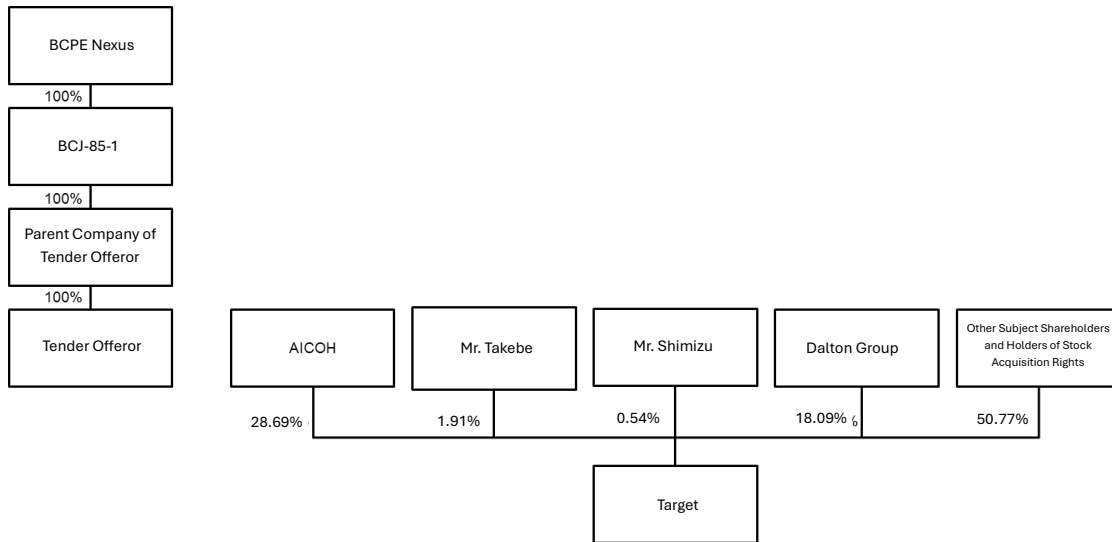 BCPE Nexus
100%
BCJ-85-1
100%
Parent Company of
Tender Offeror
100%
Tender Offeror
AICOH
Mr. Takebe
Mr. Shimizu
Dalton Group
Other Subject Shareholders
and Holders of Stock
Acquisition Rights
28.69%
1.91%
0.54%
18.09%
50.77%
Target